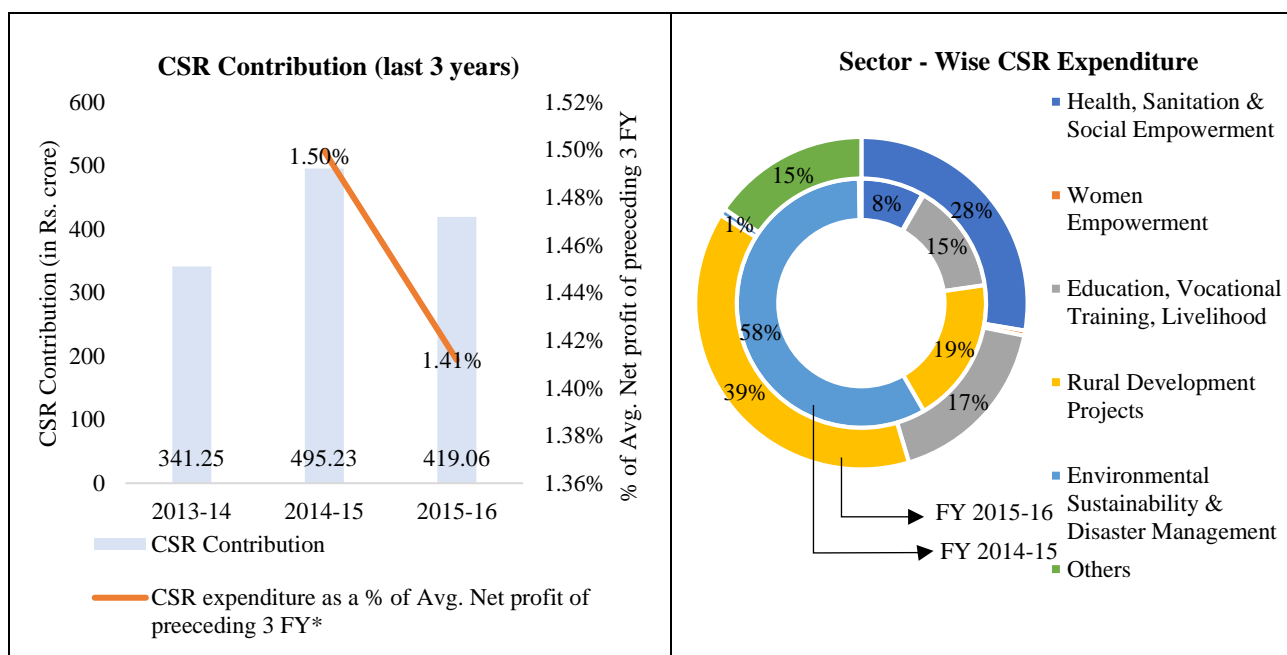 CSR Contribution (last 3 years)
600
500
400
300
200
100
0
CSR Contribution (in Rs. crore)
1.52%
1.50%
1.48%
1.46%
1.44%
1.42%
1.40%
1.38%
1.36%
% of Avg. Net profit of preceeding 3 FY
1.50%
1.41%
341.25
495.23
419.06
2013-14
2014-15
2015-16
CSR Contribution
CSR expenditure as a % of Avg. Net profit of
preceeding 3 FY*
Sector - Wise CSR Expenditure
15%
8%
28%
1%
15%
58%
19%
39%
17%
FY 2015-16
FY 2014-15
Health, Sanitation &
Social Empowerment
Women
Empowerment
Education, Vocational
Training, Livelihood
Rural Development
Projects
Environmental
Sustainability &
Disaster Management
Others